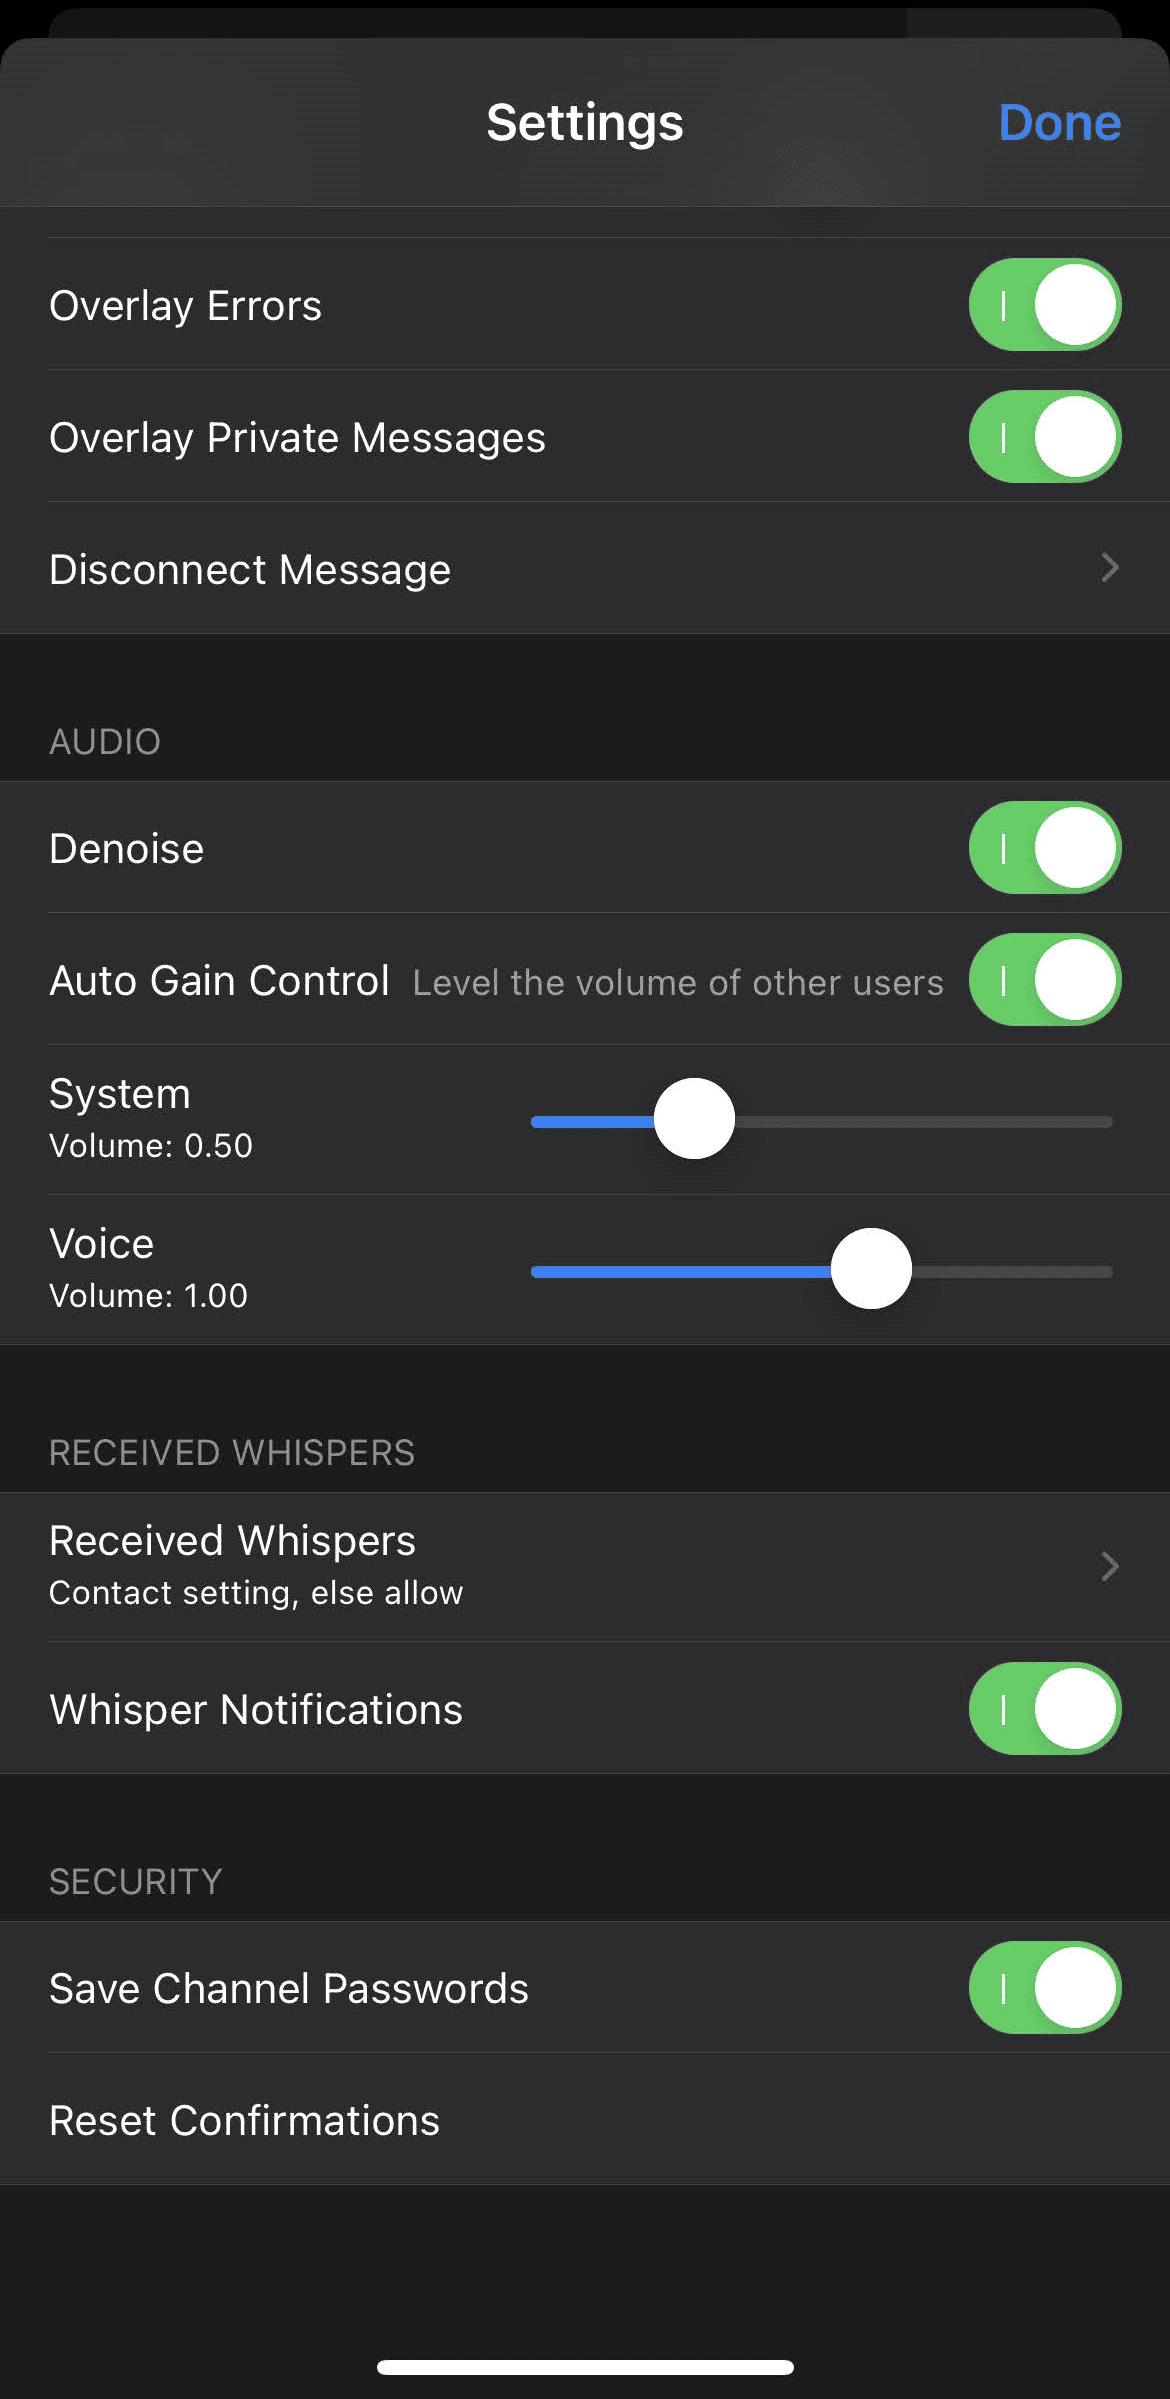 Settings
Done
Overlay Errors
Overlay Private Messages
Disconnect Message
AUDIO
Denoise
Auto Gain Control Level the volume of other users
System
Volume: 0.50
Voice
Volume: 1.00
RECEIVED WHISPERS
Received Whispers
Contact setting, else allow
Whisper Notifications
SECURITY
Save Channel Passwords
Reset Confirmations